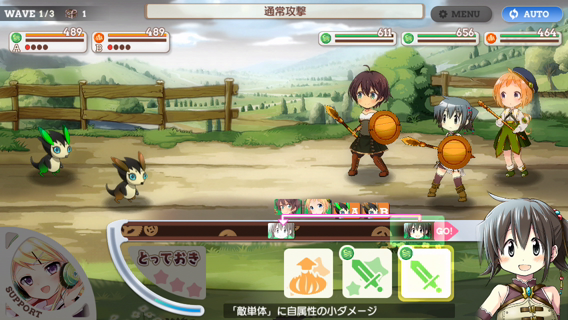 WAVE 1/3 1
通常攻撃
MENU
AUTO
489
A
489
B
611
656
464
A B
GO!
とっておき
SUPPORT
「敵単体」に自属性の小ダメージ